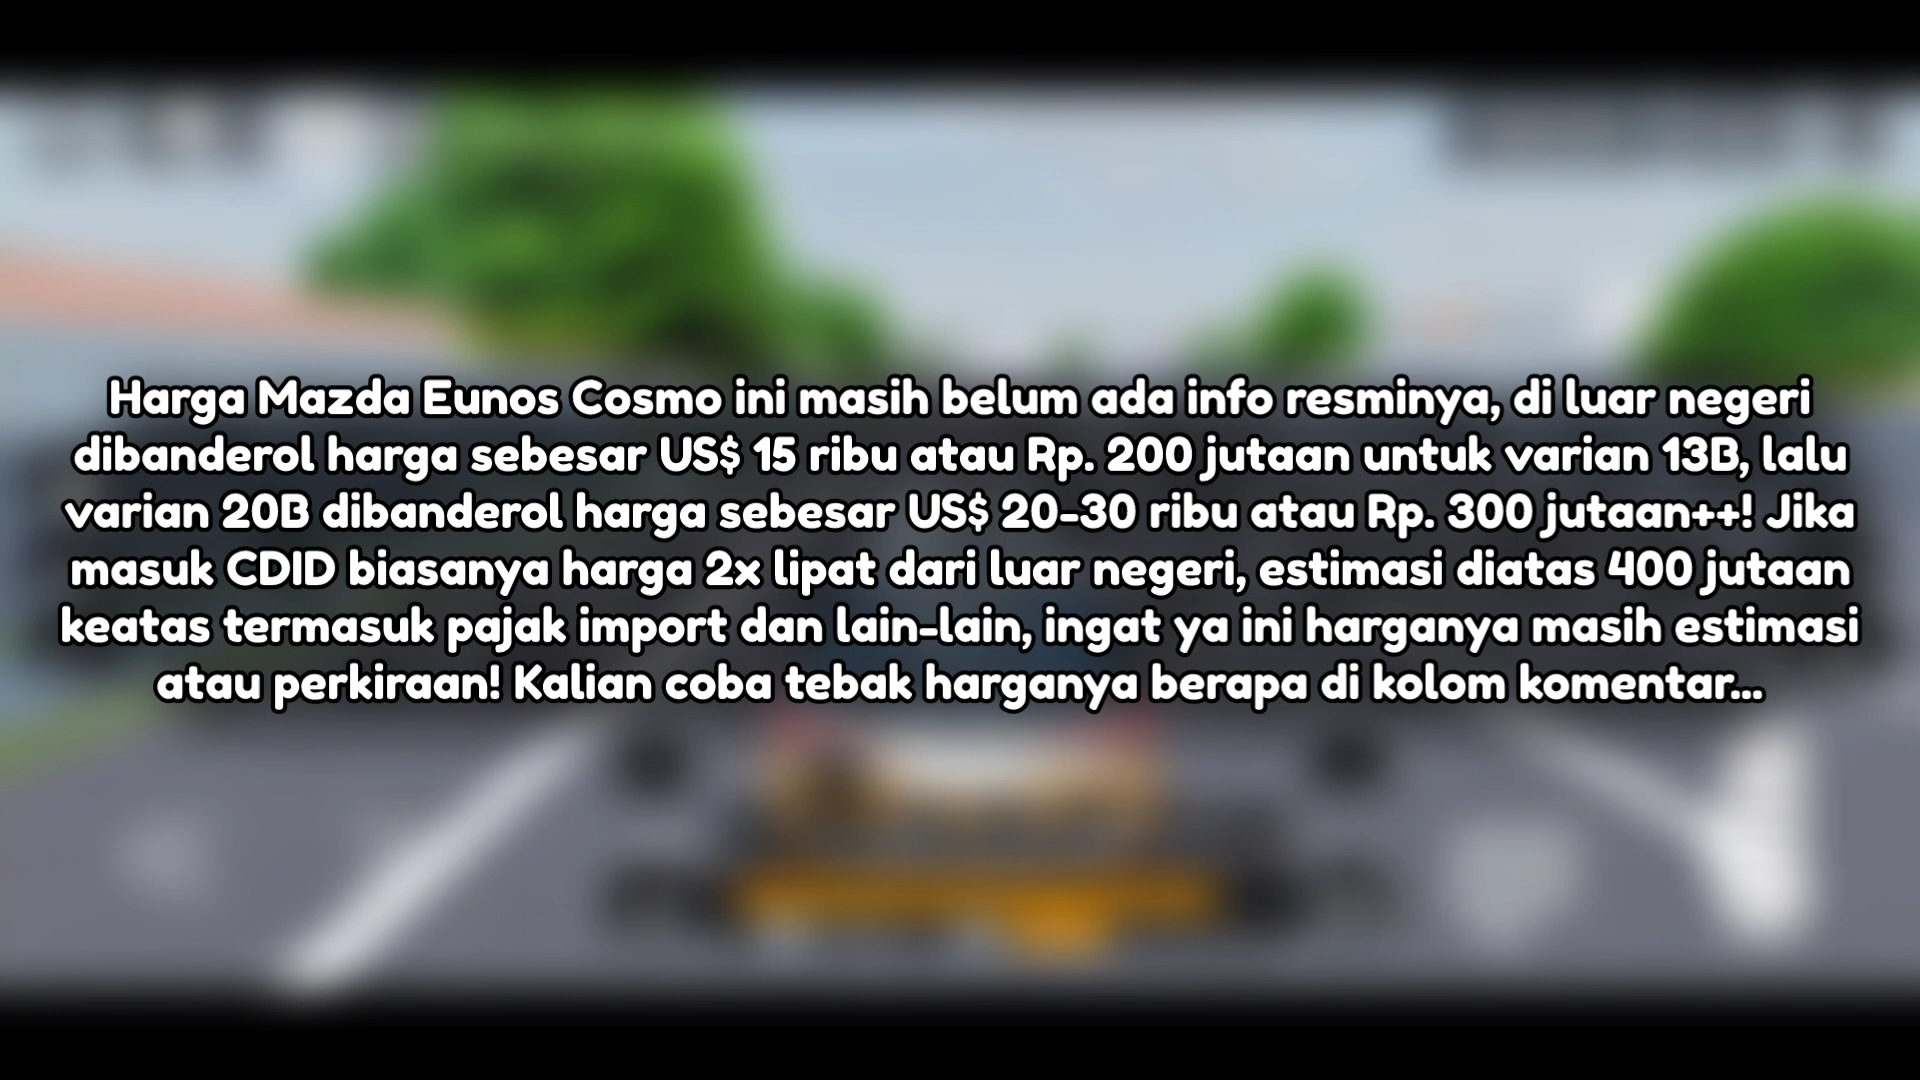 Harga Mazda Eunos Cosmo ini masih belum ada info resminya, di luar negeri
dibanderol harga sebesar US$ 15 ribu atau Rp. 200 jutaan untuk varian 13B, lalu
varian 20B dibanderol harga sebesar US$ 20-30 ribu atau Rp. 300 jutaan++! Jika
masuk CDID biasanya harga 2x lipat dari luar negeri, estimasi diatas 400 jutaan
keatas termasuk pajak import dan lain-lain, ingat ya ini harganya masih estimasi
atau perkiraan! Kalian coba tebak harganya berapa di kolom komentar...